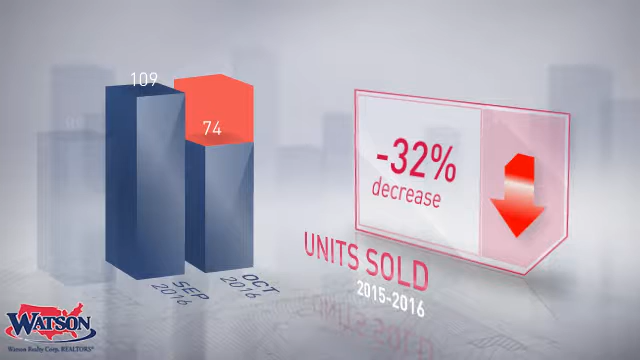 109
74
SEP
2016
OCT
2016
-32%
decrease
UNITS SOLD
2015-2016
WATSON
Watson Realty Corp. REALTORS®